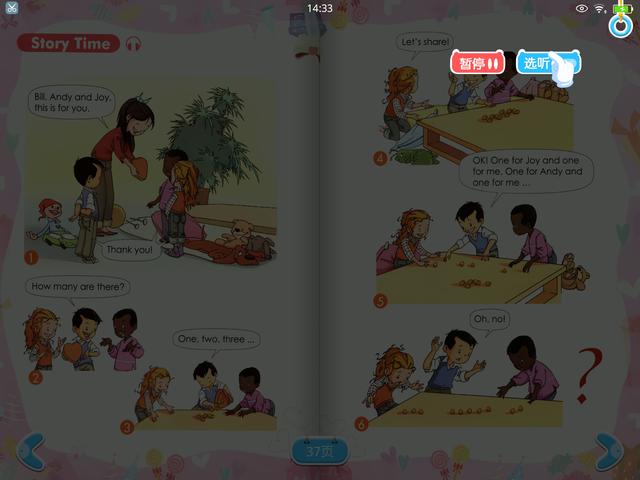 14:33
Story Time
暂停
选听
Bill, Andy and Joy,
this is for you.
Thank you!
1
How many are there?
2
One, two, three ...
3
Let's share!
4
OK! One for Joy and one
for me. One for Andy and
one for me ...
5
Oh, no!
?
6
37页